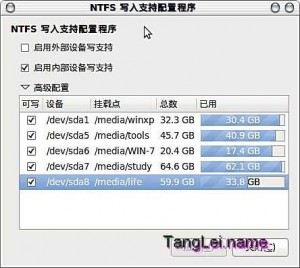 NTFS 写入支持配置程序
NTFS 写入支持配置程序
启用外部设备写支持
启用内部设备写支持
高级配置
可写 设备 挂载点 总数 已用
/dev/sda1 /media/winxp 32.3 GB 30.4 GB
/dev/sda5 /media/tools 45.7 GB 40.9 GB
/dev/sda6 /media/WIN-7 20.4 GB 17.4 GB
/dev/sda7 /media/study 64.6 GB 62.1 GB
/dev/sda8 /media/life 59.9 GB 33.8 GB
TangLei.name